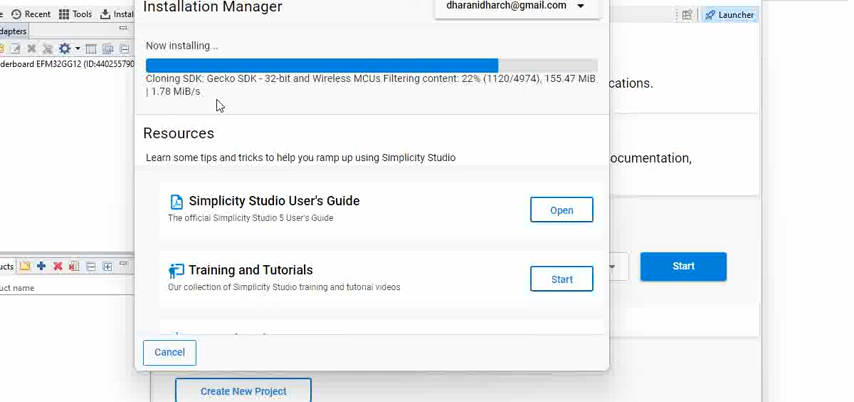 Installation Manager
dharanidharch@gmail.com
Launcher
Recent
Tools
Install
dapters
derboard EFM32GG12 (ID:440255790
Now installing...
Cloning SDK: Gecko SDK - 32-bit and Wireless MCUs Filtering content: 22% (1120/4974), 155.47 MiB
| 1.78 MiB/s
cations.
Resources
Learn some tips and tricks to help you ramp up using Simplicity Studio
ocumentation,
Simplicity Studio User's Guide
The official Simplicity Studio 5 User's Guide
Open
Training and Tutorials
Our collection of Simplicity Studio training and tutorial videos
Start
Start
ucts
uct name
Cancel
Create New Project